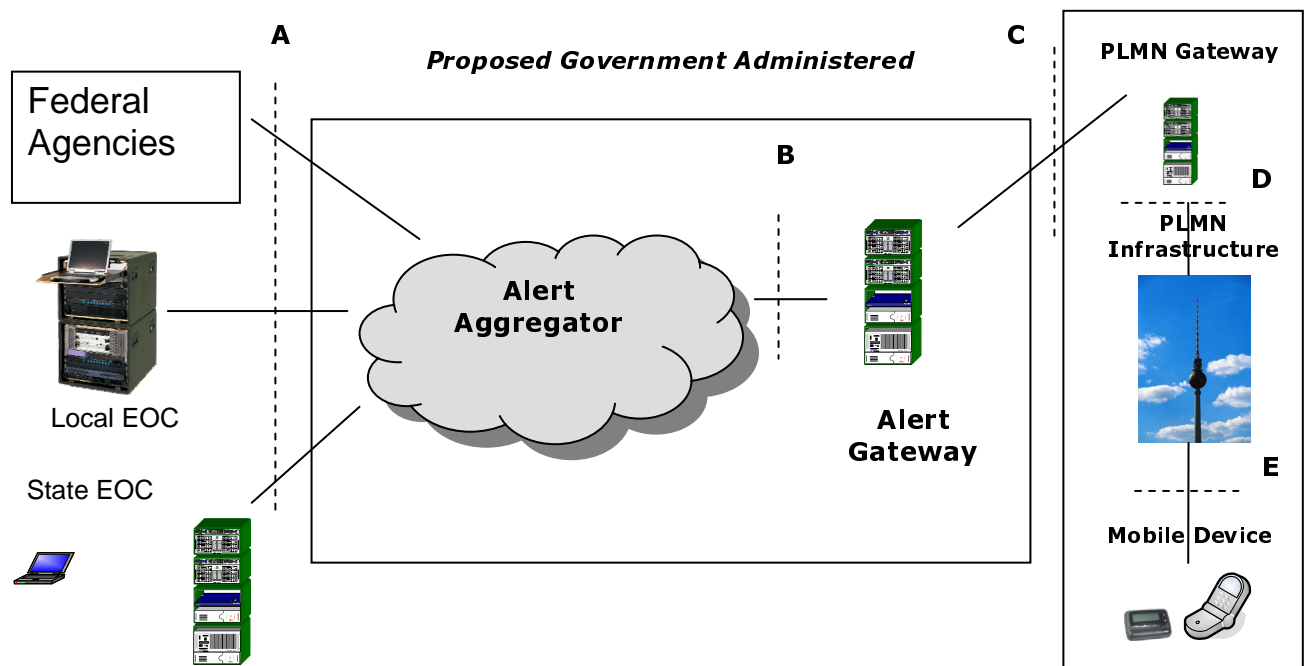 A
Proposed Government Administered
C
PLMN Gateway
Federal
Agencies
B
D
PLMN
Infrastructure
Alert
Aggregator
Local EOC
Alert
Gateway
E
State EOC
Mobile Device